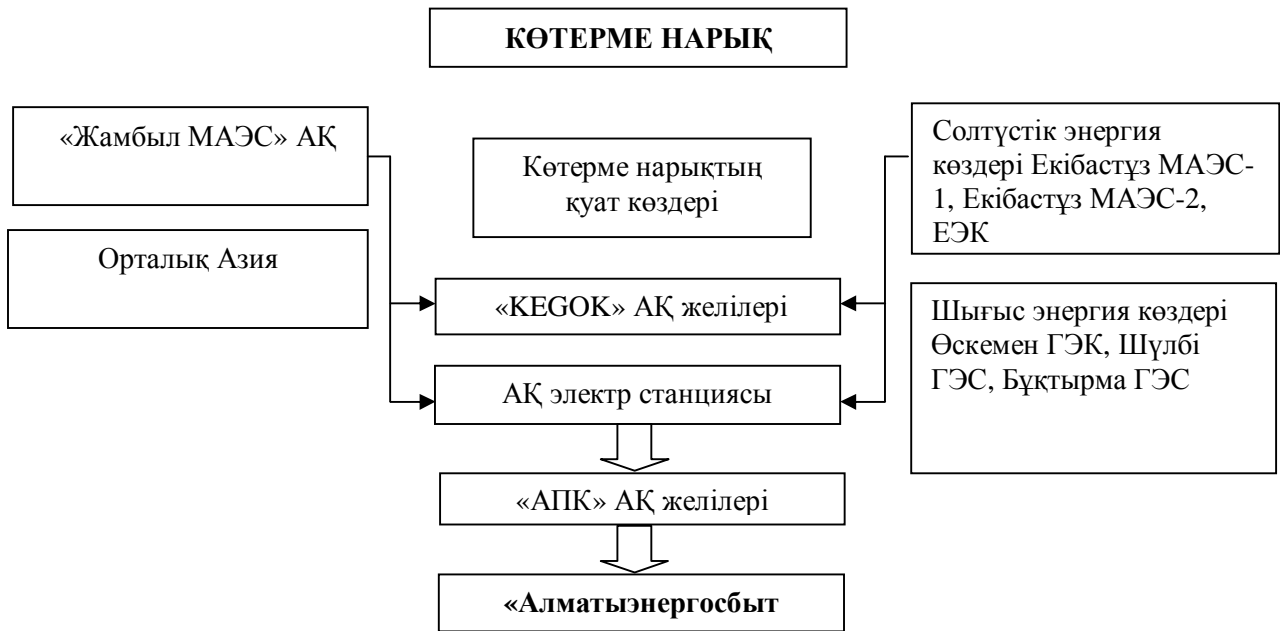 КӨТЕРМЕ НАРЫҚ
«Жамбыл МАЭС» АҚ
Орталық Азия
Көтерме нарықтың
қуат көздері
Солтүстік энергия
көздері Екібастұз МАЭС-
1, Екібастұз МАЭС-2,
ЕЭК
Шығыс энергия көздері
Өскемен ГЭК, Шүлбі
ГЭС, Бұқтырма ГЭС
«KEGOK» АҚ желілері
АҚ электр станциясы
«АПК» АҚ желілері
«Алматыэнергосбыт